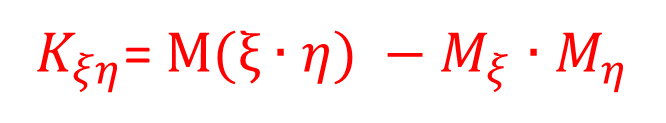 K_ξη = M(ξ · η) − M_ξ · M_η